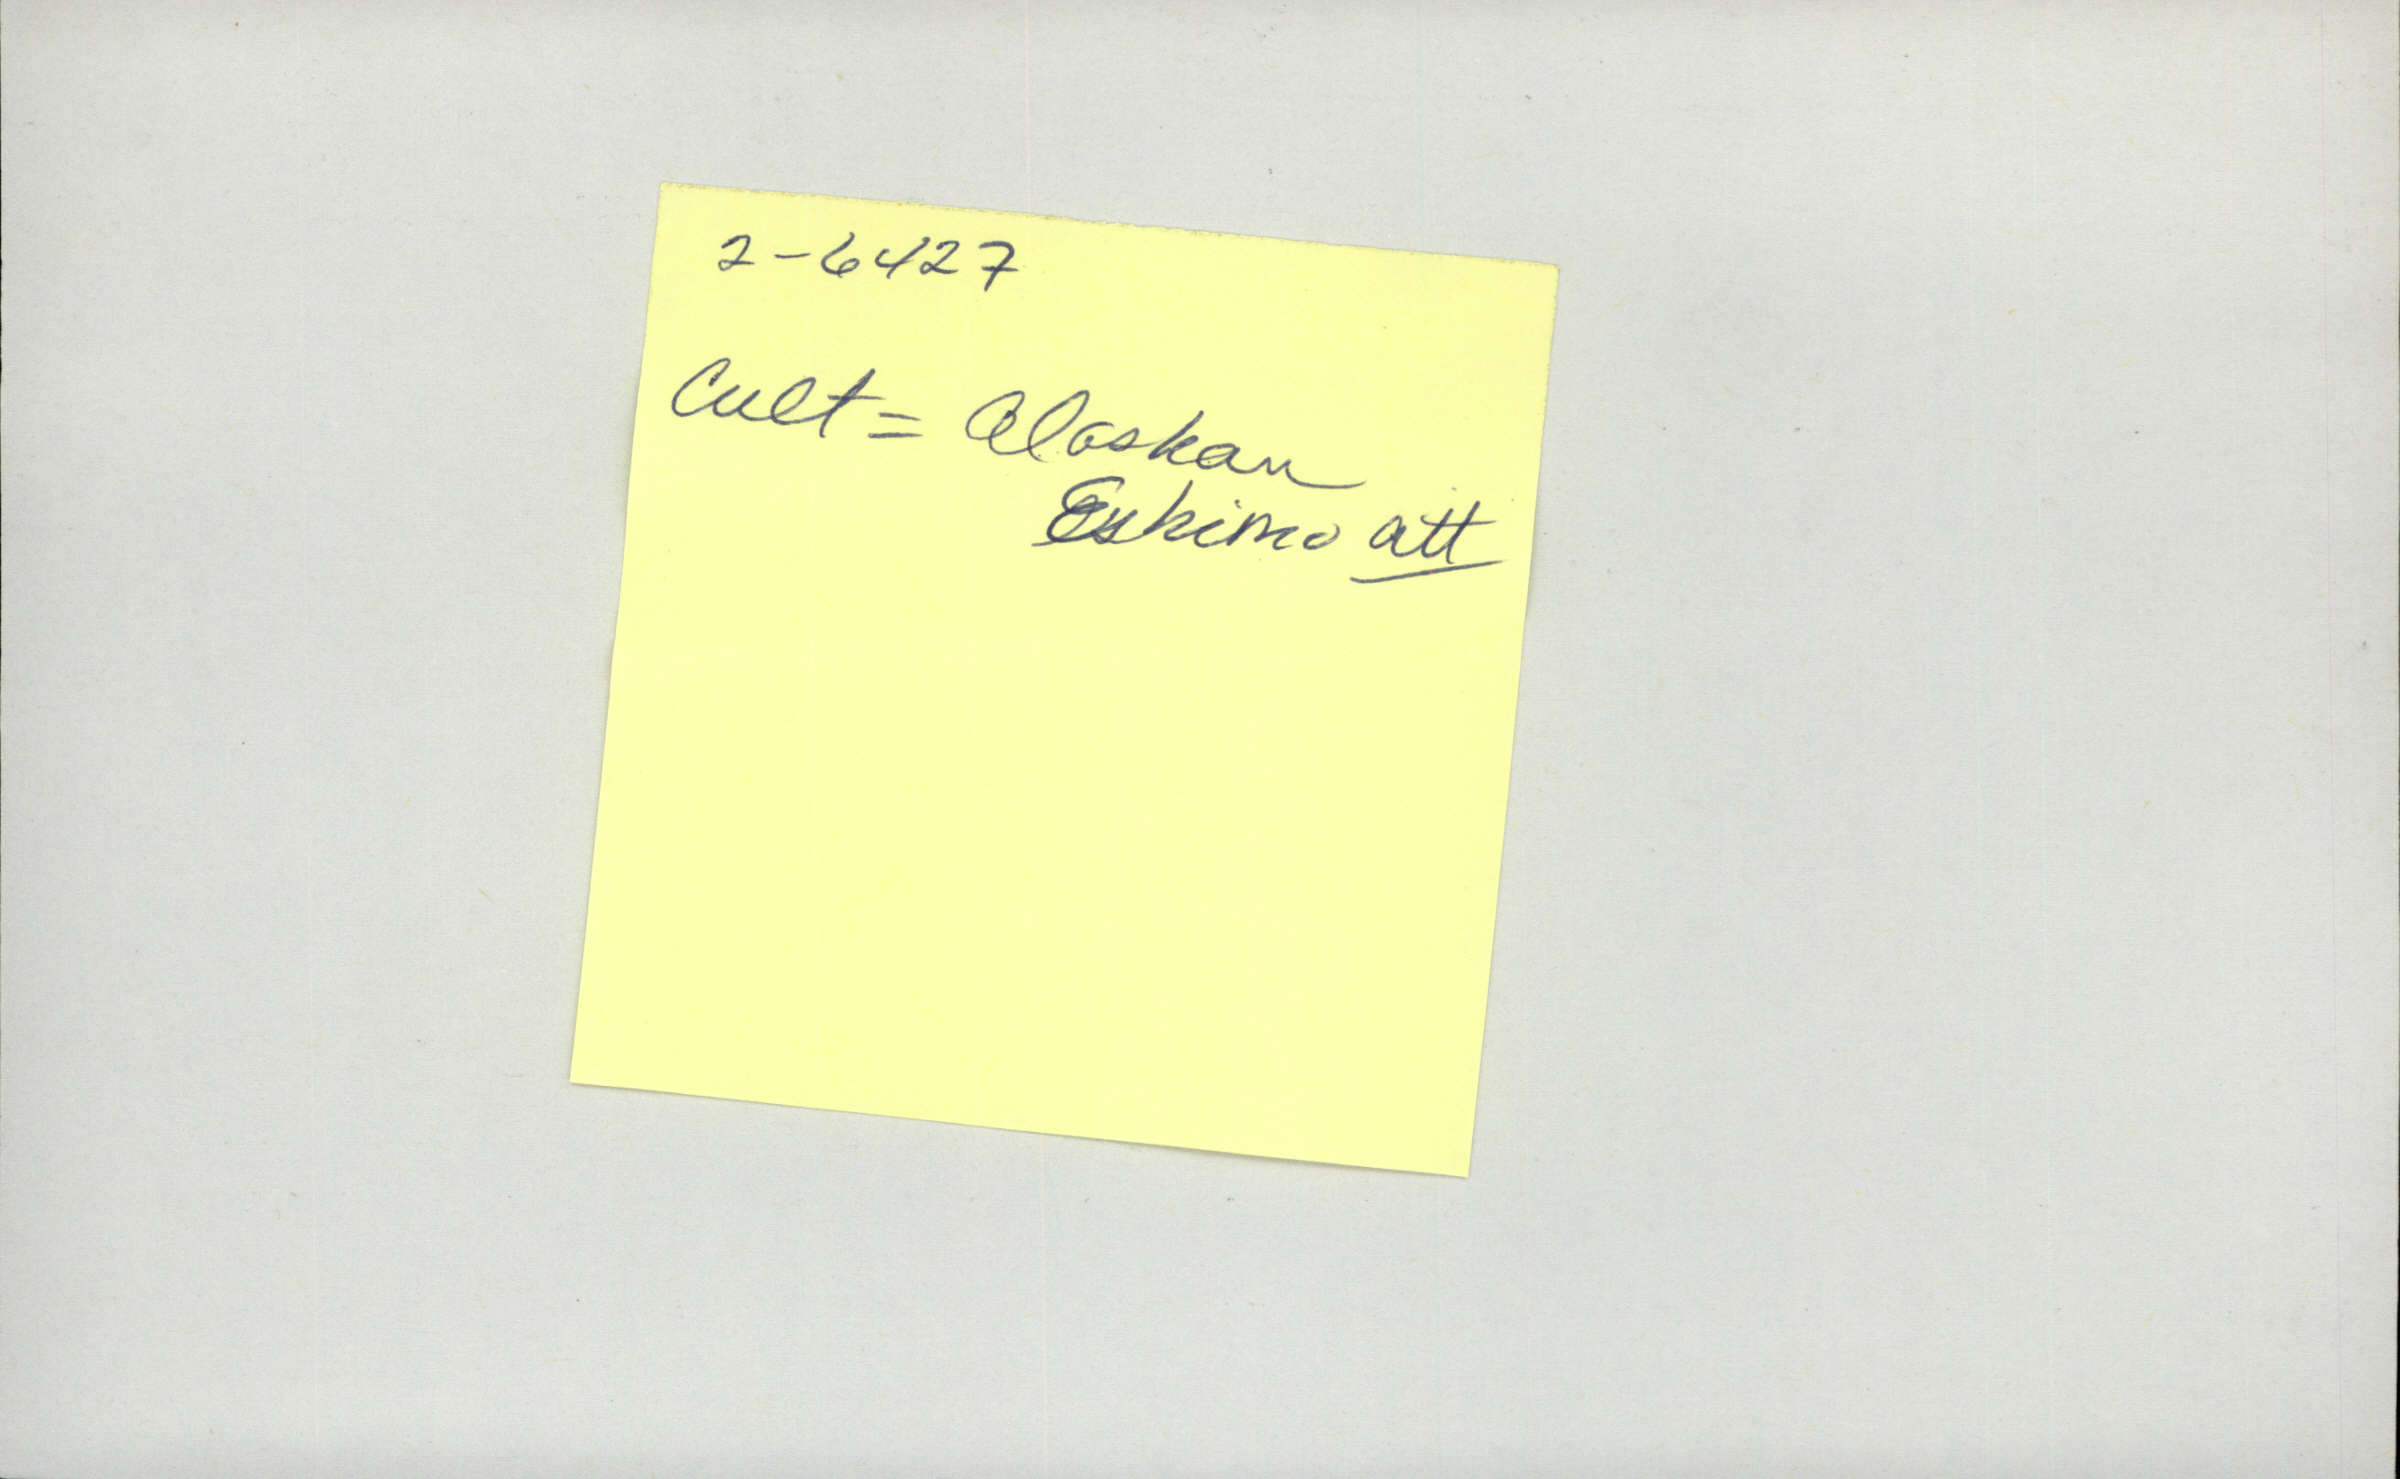 2-6427
Cult = Alaskan
Eskimo att